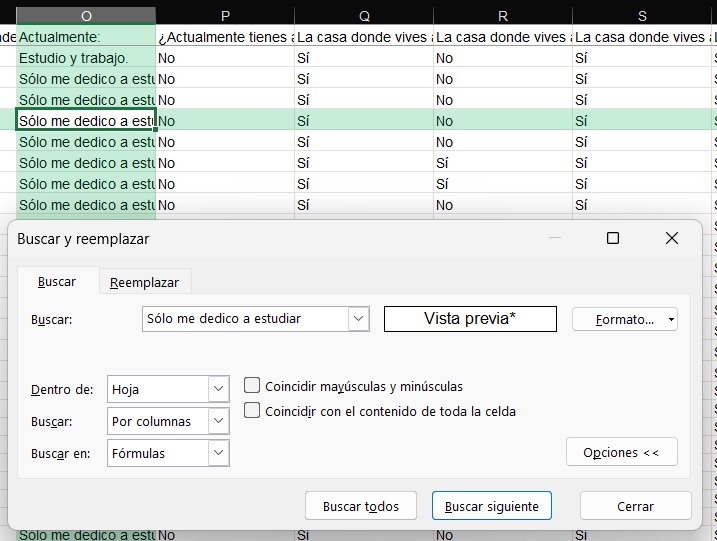 O P Q R S
Actualmente: ¿Actualmente tienes a La casa donde vives a La casa donde vives a La casa donde vives a
Estudio y trabajo. No Sí No Sí
Sólo me dedico a estu No Sí No Sí
Sólo me dedico a estu No Sí No Sí
Sólo me dedico a estu No Sí No Sí
Sólo me dedico a estu No Sí No Sí
Sólo me dedico a estu No Sí Sí Sí
Sólo me dedico a estu No Sí Sí Sí
Sólo me dedico a estu No Sí No Sí
Buscar y reemplazar
Buscar Reemplazar
Buscar: Sólo me dedico a estudiar Vista previa* Formato...
Dentro de: Hoja Coincidir mayúsculas y minúsculas
Buscar: Por columnas Coincidir con el contenido de toda la celda
Buscar en: Fórmulas
Opciones <<
Buscar todos Buscar siguiente Cerrar
Sólo me dedico a estu No Sí No Sí